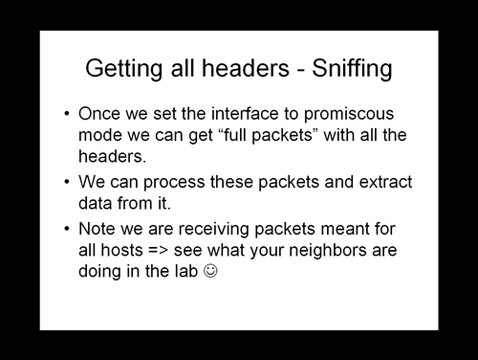 Getting all headers - Sniffing
• Once we set the interface to promiscous
mode we can get “full packets” with all the
headers.
• We can process these packets and extract
data from it.
• Note we are receiving packets meant for
all hosts => see what your neighbors are
doing in the lab ☺